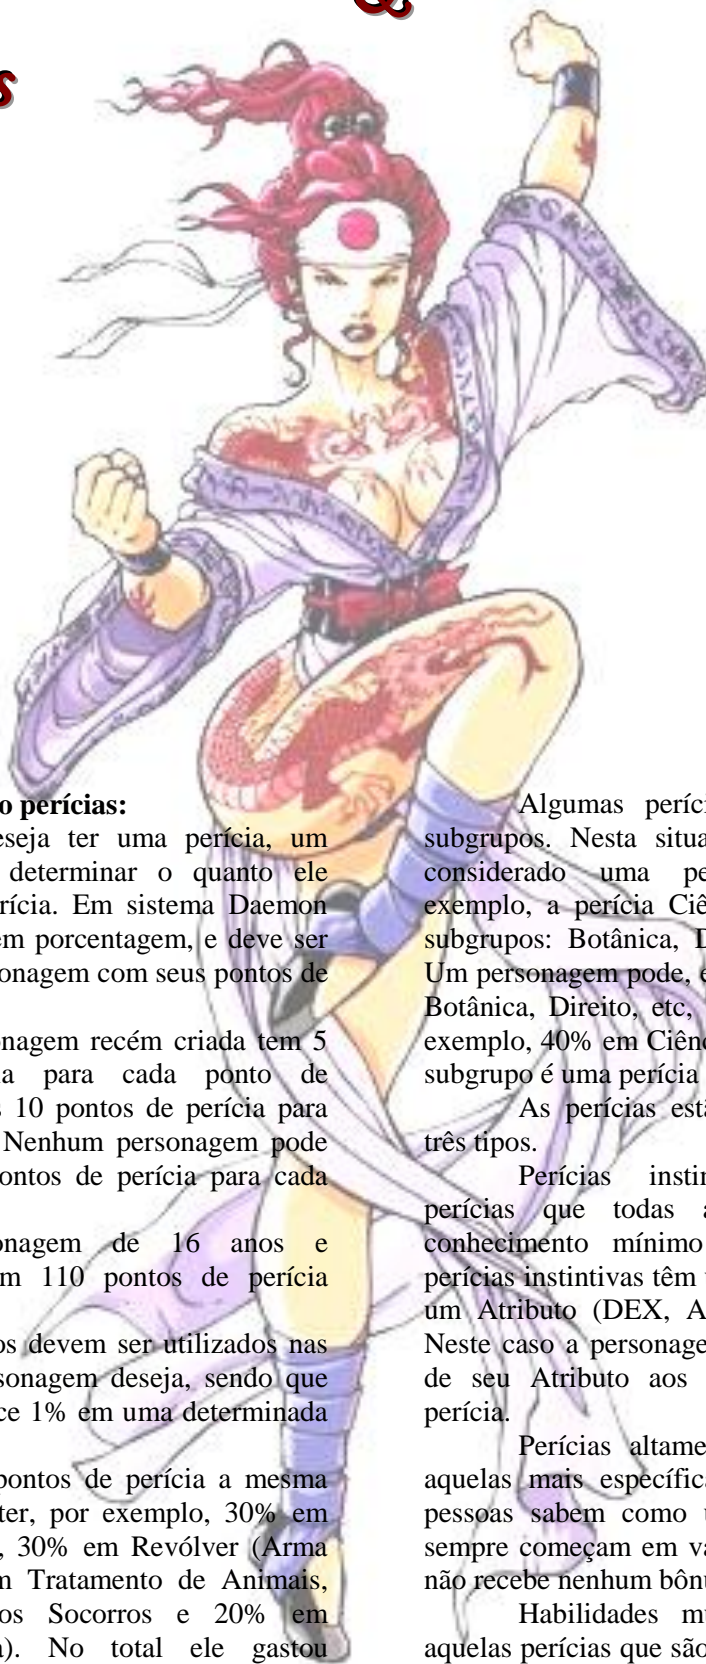 &
s
o perícias:
eseja ter uma perícia, um
determinar o quanto ele
rícia. Em sistema Daemon
em porcentagem, e deve ser
onagem com seus pontos de
onagem recém criada tem 5
ia para cada ponto de
s 10 pontos de perícia para
Nenhum personagem pode
ontos de perícia para cada
onagem de 16 anos e
m 110 pontos de perícia
os devem ser utilizados nas
sonagem deseja, sendo que
ce 1% em uma determinada
pontos de perícia a mesma
ter, por exemplo, 30% em
, 30% em Revólver (Arma
m Tratamento de Animais,
os Socorros e 20% em
a). No total ele gastou
Algumas períc
subgrupos. Nesta situa
considerado uma pe
exemplo, a perícia Ciê
subgrupos: Botânica, D
Um personagem pode, e
Botânica, Direito, etc,
exemplo, 40% em Ciênc
subgrupo é uma perícia
As perícias est
três tipos.
Perícias instin
perícias que todas a
conhecimento mínimo
perícias instintivas têm
um Atributo (DEX, A
Neste caso a personage
de seu Atributo aos
perícia.
Perícias altame
aquelas mais específica
pessoas sabem como u
sempre começam em va
não recebe nenhum bônu
Habilidades mu
aquelas perícias que são